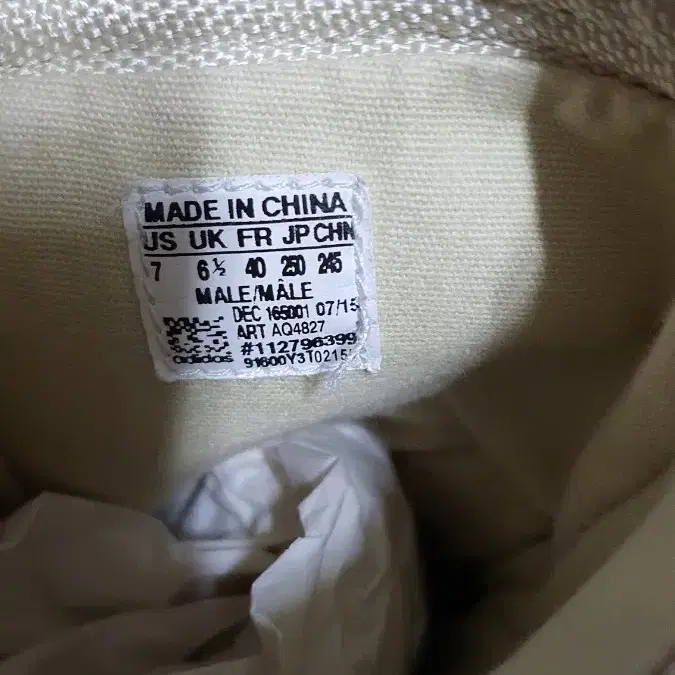 MADE IN CHINA
US UK FR JP CHN
7 6½ 40 250 245
MALE/MÂLE
DEC 165001 07/15
ART AQ4827
#112796399
adidas 91600Y3T0215